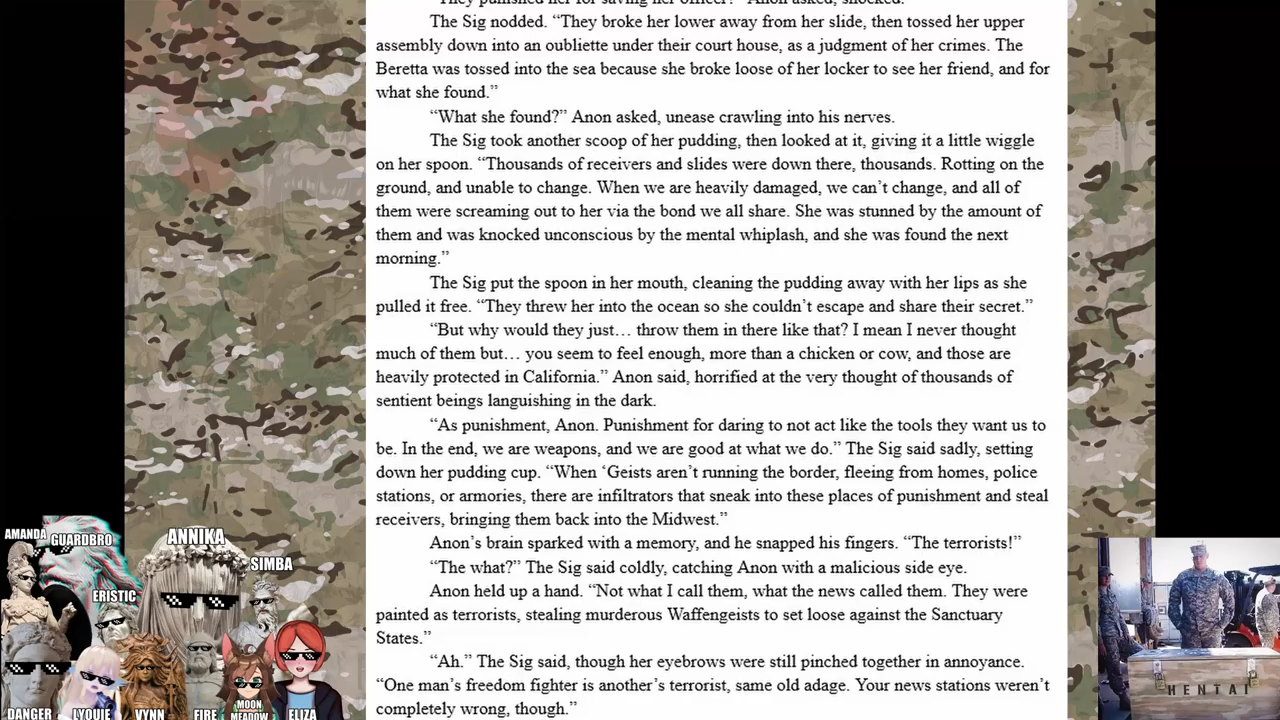 “They punished her for saving her officer?” Anon asked, shocked.
The Sig nodded. “They broke her lower away from her slide, then tossed her upper
assembly down into an oubliette under their court house, as a judgment of her crimes. The
Beretta was tossed into the sea because she broke loose of her locker to see her friend, and for
what she found.”
“What she found?” Anon asked, unease crawling into his nerves.
The Sig took another scoop of her pudding, then looked at it, giving it a little wiggle
on her spoon. “Thousands of receivers and slides were down there, thousands. Rotting on the
ground, and unable to change. When we are heavily damaged, we can’t change, and all of
them were screaming out to her via the bond we all share. She was stunned by the amount of
them and was knocked unconscious by the mental whiplash, and she was found the next
morning.”
The Sig put the spoon in her mouth, cleaning the pudding away with her lips as she
pulled it free. “They threw her into the ocean so she couldn’t escape and share their secret.”
“But why would they just… throw them in there like that? I mean I never thought
much of them but… you seem to feel enough, more than a chicken or cow, and those are
heavily protected in California.” Anon said, horrified at the very thought of thousands of
sentient beings languishing in the dark.
“As punishment, Anon. Punishment for daring to not act like the tools they want us to
be. In the end, we are weapons, and we are good at what we do.” The Sig said sadly, setting
down her pudding cup. “When ‘Geists aren’t running the border, fleeing from homes, police
stations, or armories, there are infiltrators that sneak into these places of punishment and steal
receivers, bringing them back into the Midwest.”
Anon’s brain sparked with a memory, and he snapped his fingers. “The terrorists!”
“The what?” The Sig said coldly, catching Anon with a malicious side eye.
Anon held up a hand. “Not what I call them, what the news called them. They were
painted as terrorists, stealing murderous Waffengeists to set loose against the Sanctuary
States.”
“Ah.” The Sig said, though her eyebrows were still pinched together in annoyance.
“One man’s freedom fighter is another’s terrorist, same old adage. Your news stations weren’t
completely wrong, though.”
AMANDA
GUARDBRO
ANNIKA
SIMBA
ERISTIC
DANGER
LYQUIE
VYNN
FIRE
MOON
MEADOW
ELIZA
HENTAI